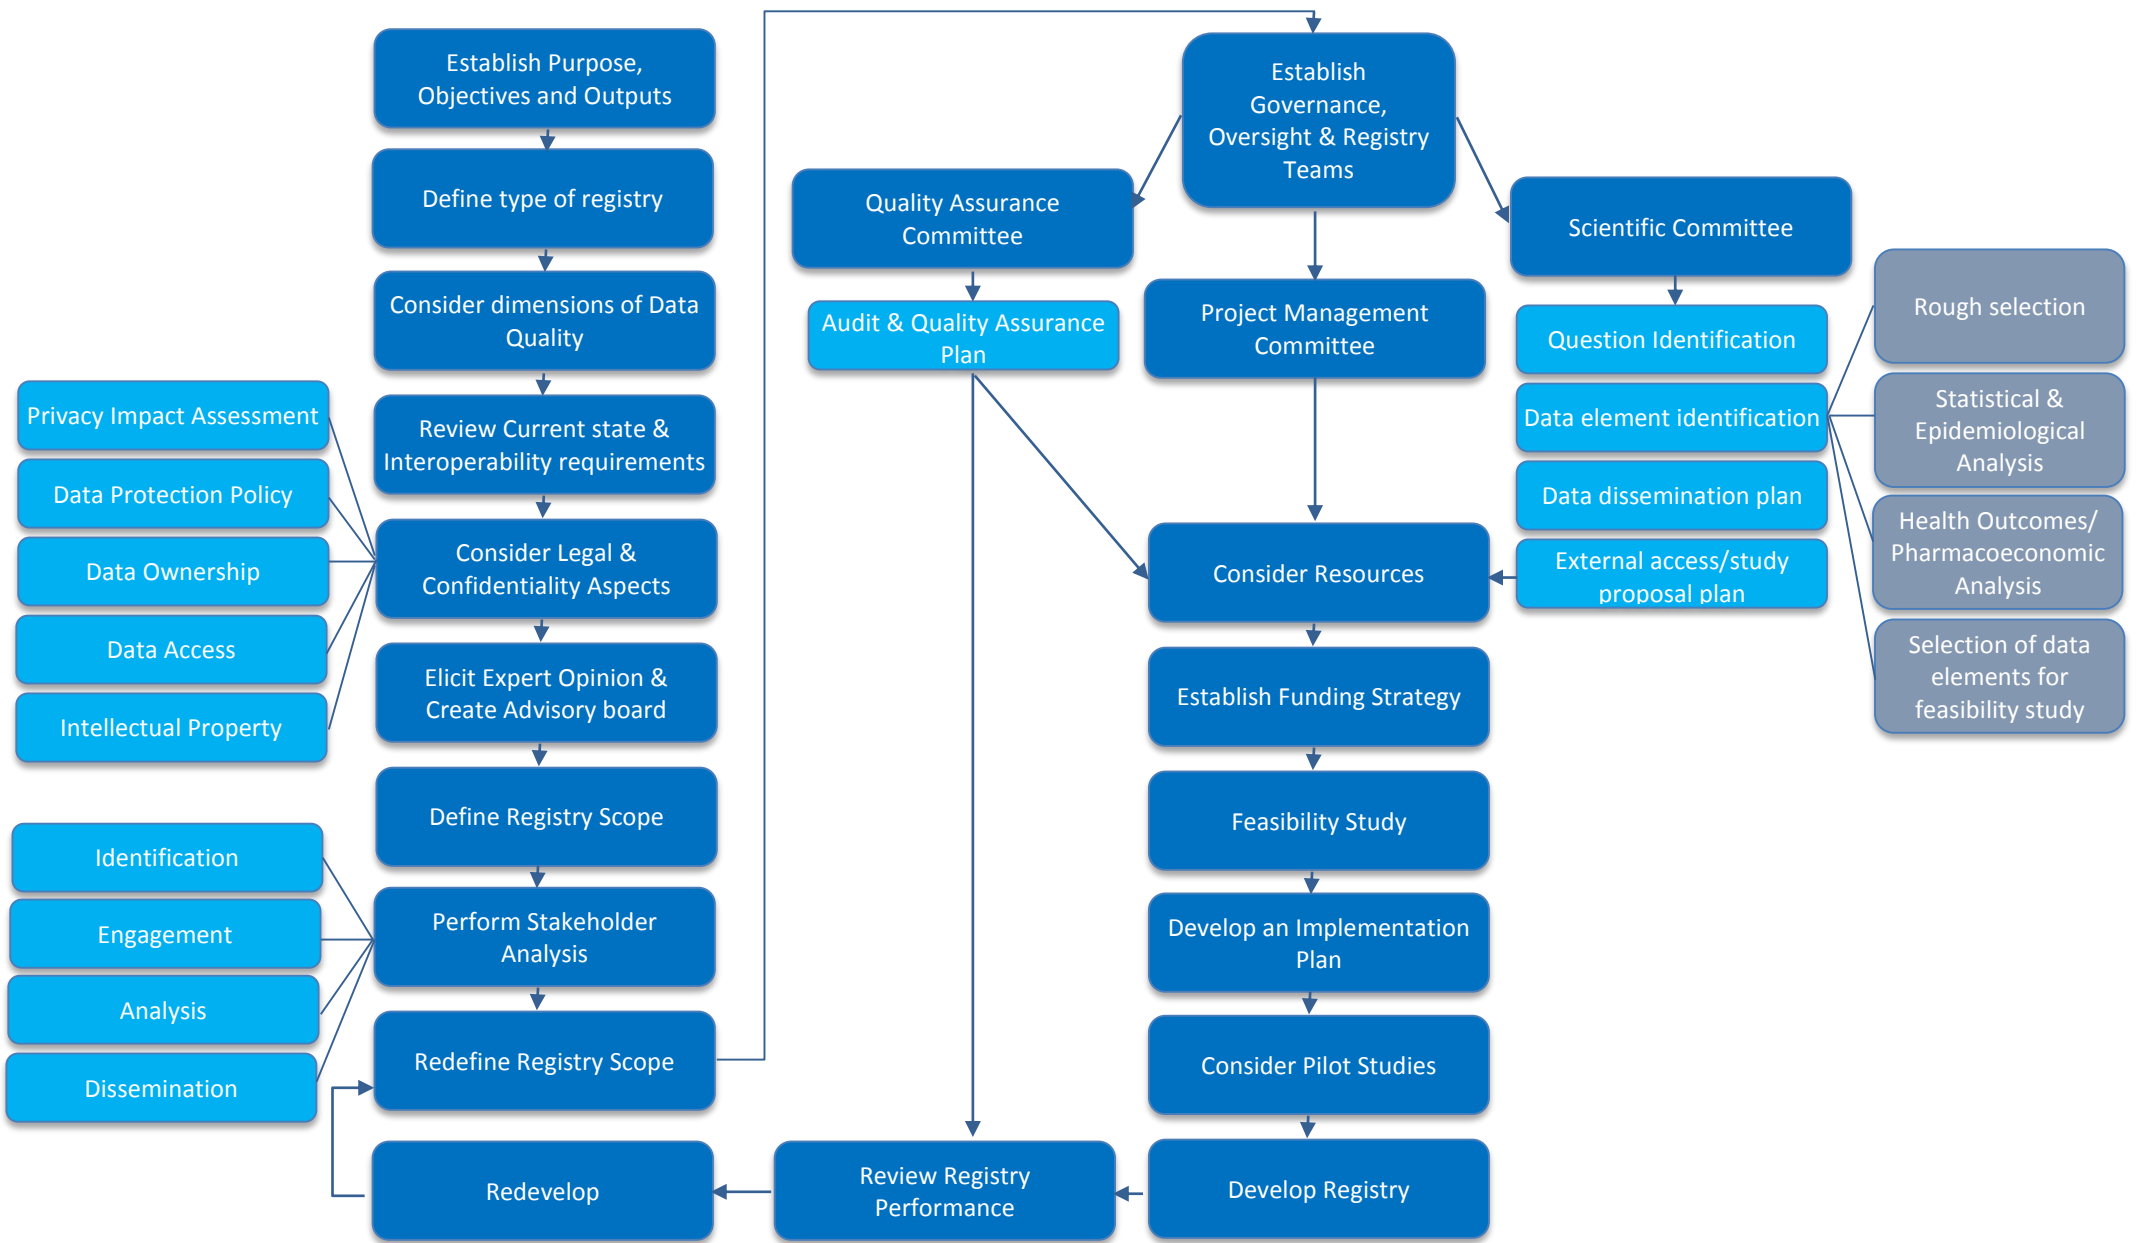 Establish Purpose,
Objectives and Outputs
Define type of registry
Consider dimensions of Data
Quality
Review Current state &
Interoperability requirements
Consider Legal &
Confidentiality Aspects
Elicit Expert Opinion &
Create Advisory board
Define Registry Scope
Perform Stakeholder
Analysis
Redefine Registry Scope
Redevelop
Privacy Impact Assessment
Data Protection Policy
Data Ownership
Data Access
Intellectual Property
Identification
Engagement
Analysis
Dissemination
Establish
Governance,
Oversight & Registry
Teams
Quality Assurance
Committee
Audit & Quality Assurance
Plan
Project Management
Committee
Scientific Committee
Question Identification
Data element identification
Data dissemination plan
External access/study
proposal plan
Rough selection
Statistical &
Epidemiological
Analysis
Health Outcomes/
Pharmacoeconomic
Analysis
Selection of data
elements for
feasibility study
Consider Resources
Establish Funding Strategy
Feasibility Study
Develop an Implementation
Plan
Consider Pilot Studies
Develop Registry
Review Registry
Performance